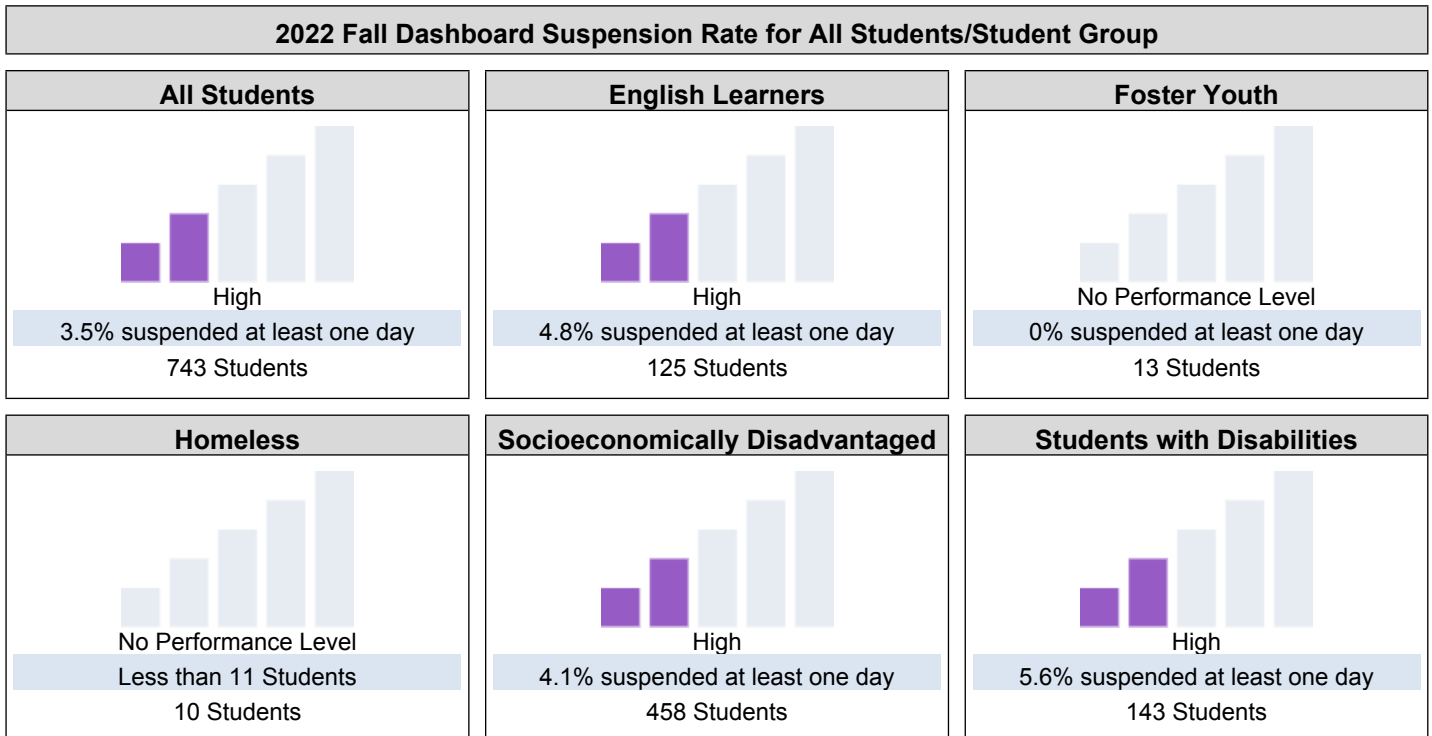 2022 Fall Dashboard Suspension Rate for All Students/Student Group
All Students
High
3.5% suspended at least one day
743 Students
English Learners
High
4.8% suspended at least one day
125 Students
Foster Youth
No Performance Level
0% suspended at least one day
13 Students
Homeless
No Performance Level
Less than 11 Students
10 Students
Socioeconomically Disadvantaged
High
4.1% suspended at least one day
458 Students
Students with Disabilities
High
5.6% suspended at least one day
143 Students